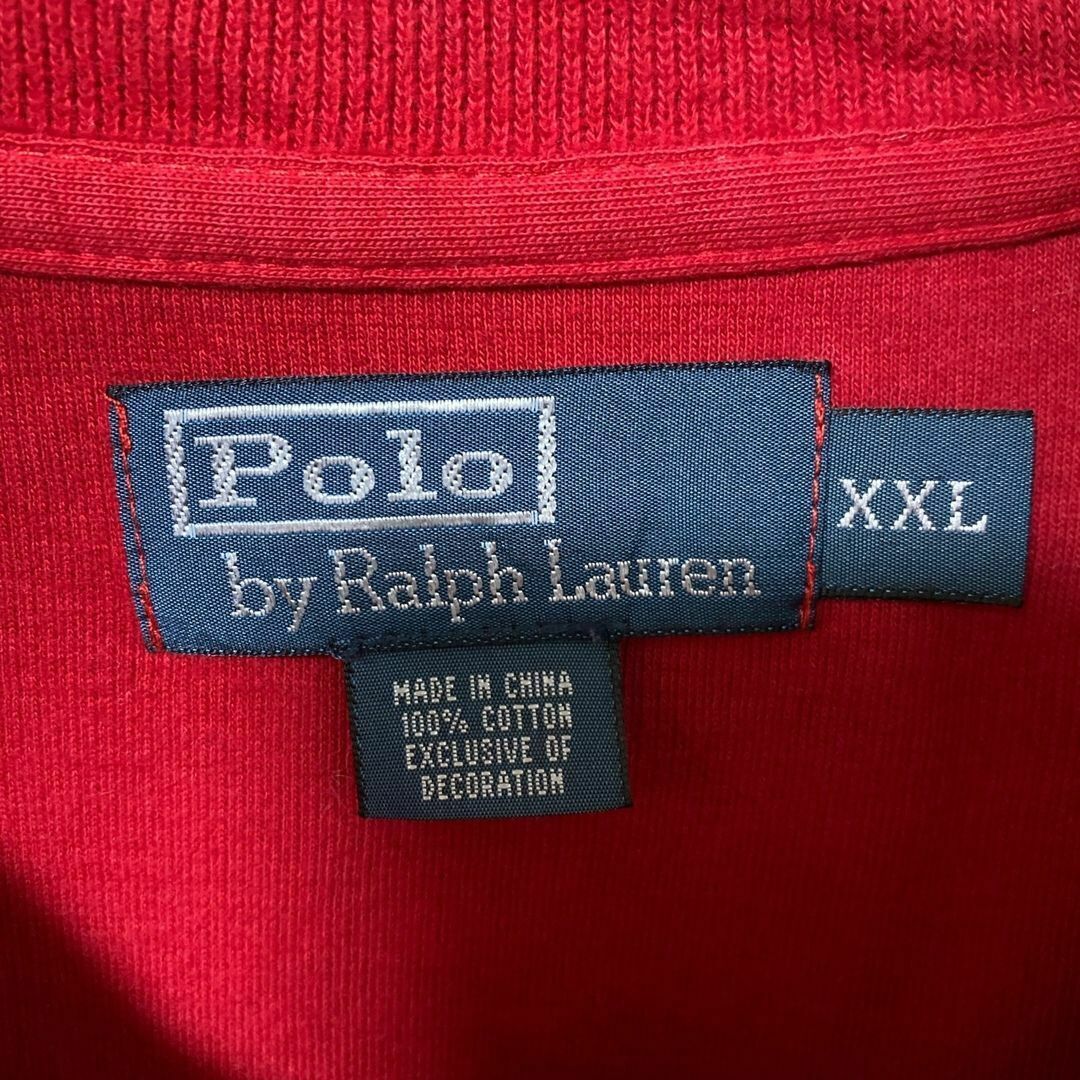 Polo
by Ralph Lauren
XXL
MADE IN CHINA
100% COTTON
EXCLUSIVE OF
DECORATION